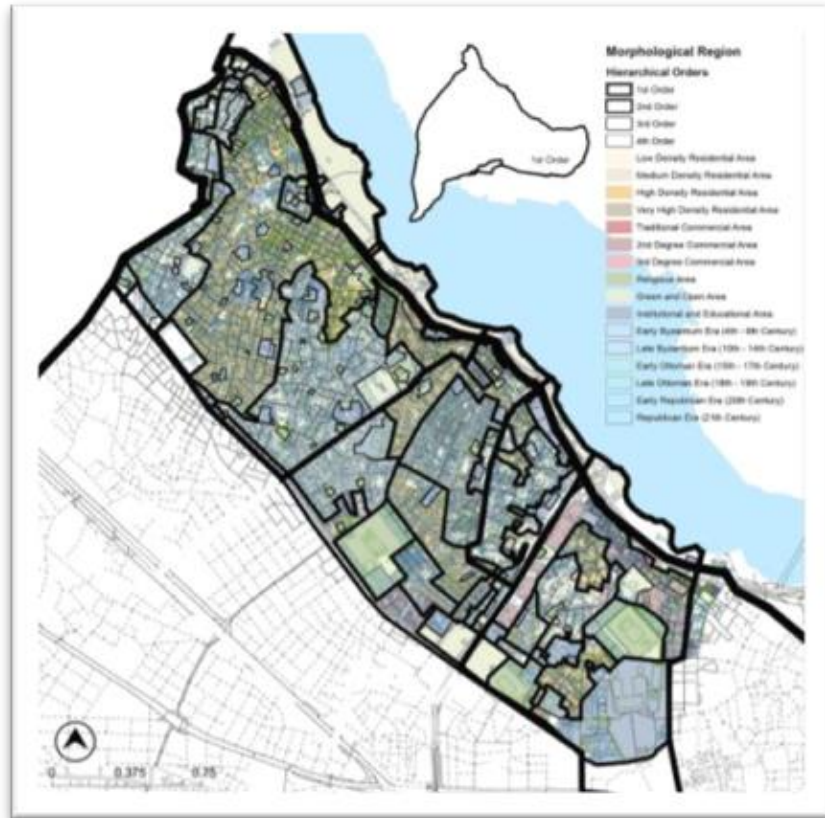 Morphological Region
Hierarchical Orders
1st Order
2nd Order
3rd Order
4th Order
Low Density Residential Area
Medium Density Residential Area
High Density Residential Area
Very High Density Residential Area
Traditional Commercial Area
2nd Degree Commercial Area
3rd Degree Commercial Area
Religious Area
Green and Open Area
Institutional and Educational Area
Early Byzantium Era (4th - 8th Century)
Late Byzantium Era (10th - 14th Century)
Early Ottoman Era (15th - 17th Century)
Late Ottoman Era (18th - 19th Century)
Early Republican Era (20th Century)
Republican Era (21th Century)
1st Order
0 0.375 0.75